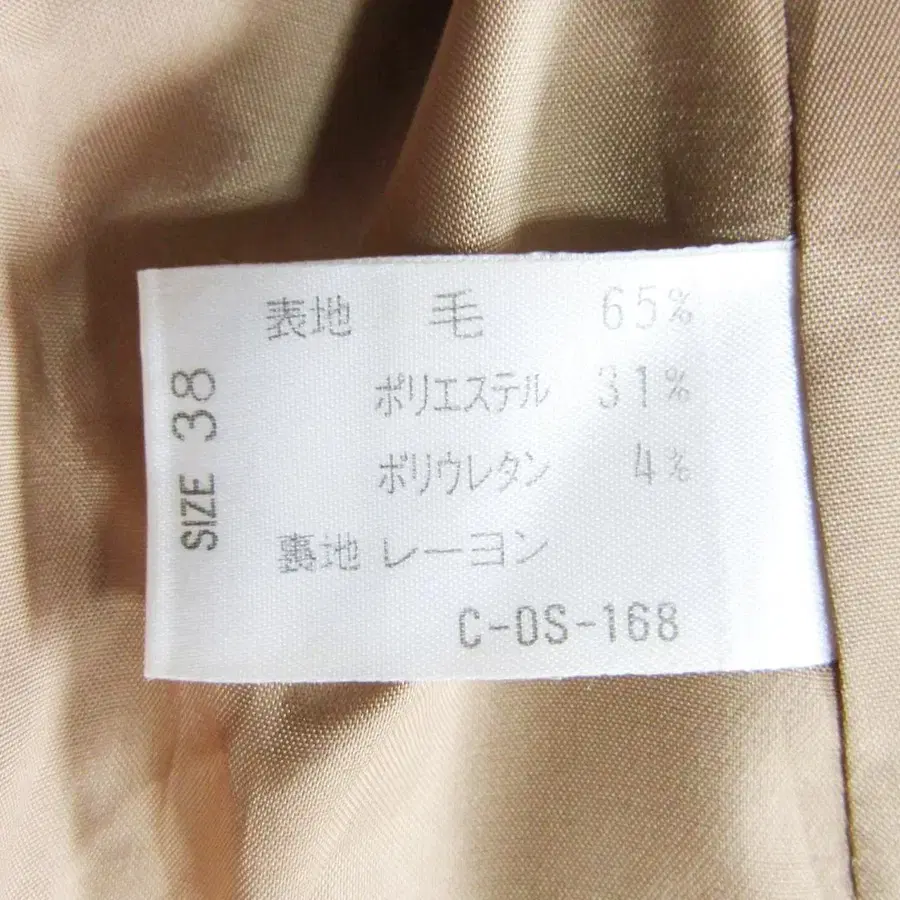 表地 毛 65%
ポリエステル 31%
ポリウレタン 4%
裏地 レーヨン
C-OS-168
SIZE 38